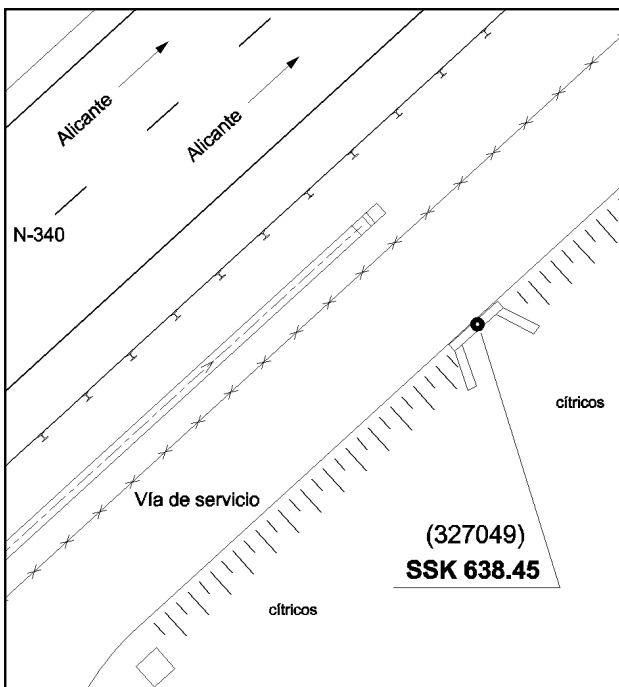 Alicante
Alicante
N-340
cítricos
Vía de servicio
(327049)
SSK 638.45
cítricos